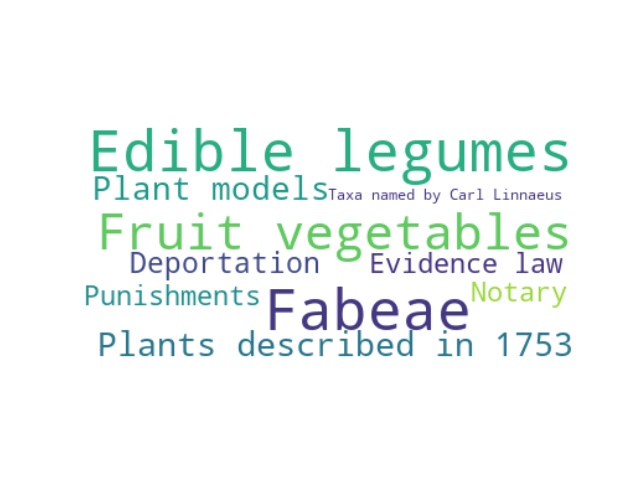 Edible legumes
Plant models
Taxa named by Carl Linnaeus
Fruit vegetables
Deportation
Evidence law
Punishments
Fabeae
Notary
Plants described in 1753